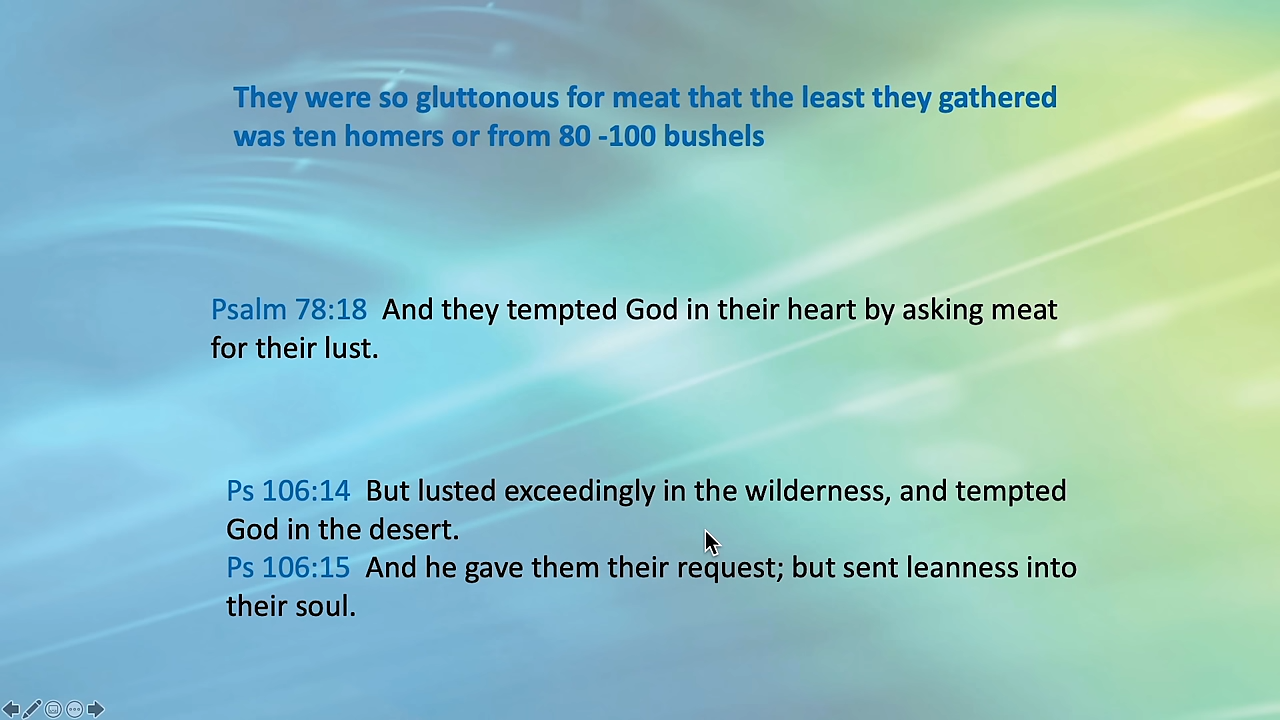 They were so gluttonous for meat that the least they gathered
was ten homers or from 80 -100 bushels
Psalm 78:18 And they tempted God in their heart by asking meat
for their lust.
Ps 106:14 But lusted exceedingly in the wilderness, and tempted
God in the desert.
Ps 106:15 And he gave them their request; but sent leanness into
their soul.